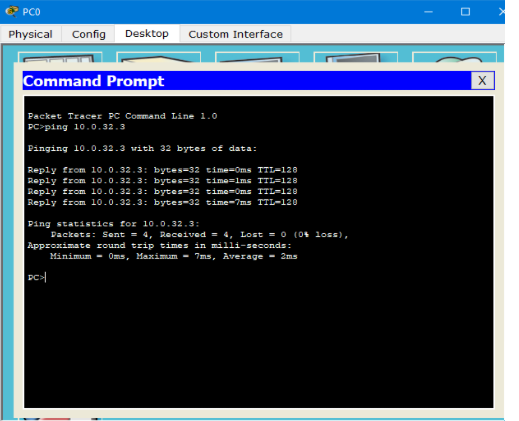 PC0
Physical Config Desktop Custom Interface
Command Prompt X
Packet Tracer PC Command Line 1.0
PC>ping 10.0.32.3
Pinging 10.0.32.3 with 32 bytes of data:
Reply from 10.0.32.3: bytes=32 time=0ms TTL=128
Reply from 10.0.32.3: bytes=32 time=1ms TTL=128
Reply from 10.0.32.3: bytes=32 time=0ms TTL=128
Reply from 10.0.32.3: bytes=32 time=7ms TTL=128
Ping statistics for 10.0.32.3:
Packets: Sent = 4, Received = 4, Lost = 0 (0% loss),
Approximate round trip times in milli-seconds:
Minimum = 0ms, Maximum = 7ms, Average = 2ms
PC>